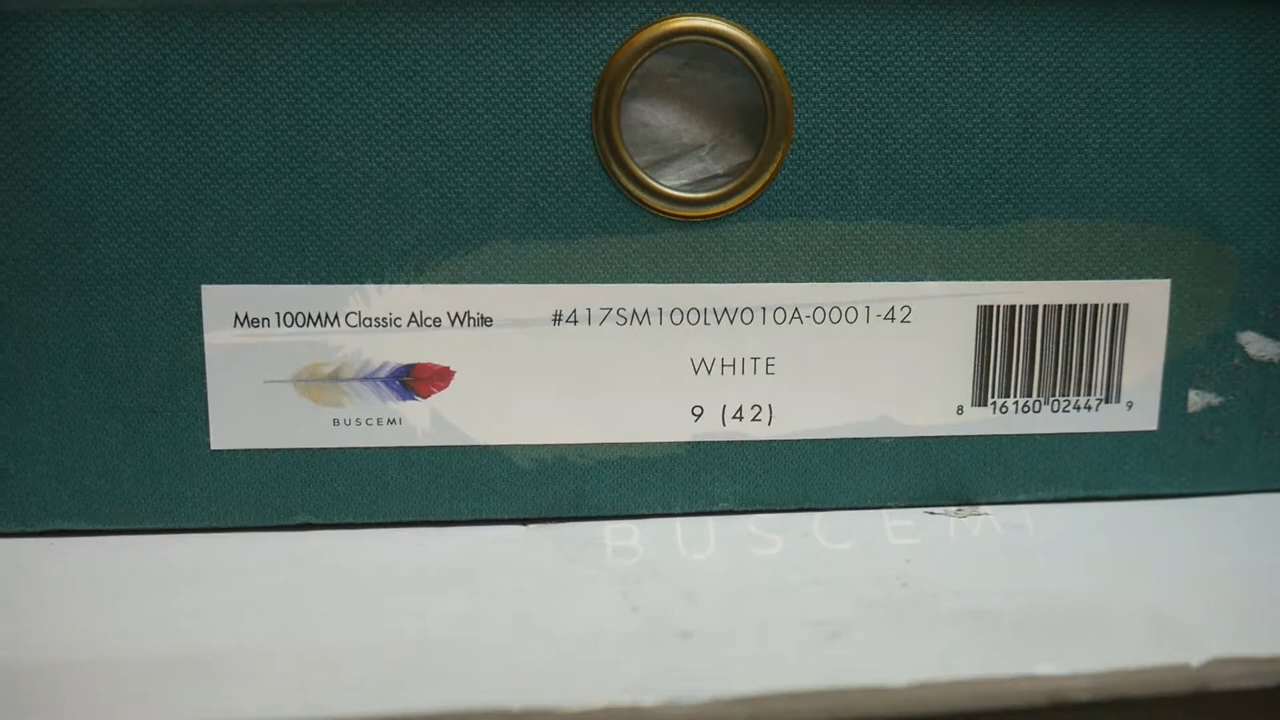 Men 100MM Classic Alce White
#417SM100LW010A-0001-42
WHITE
9 (42)
BUSCEMI
8 16160 02447 9
BUSCEMI